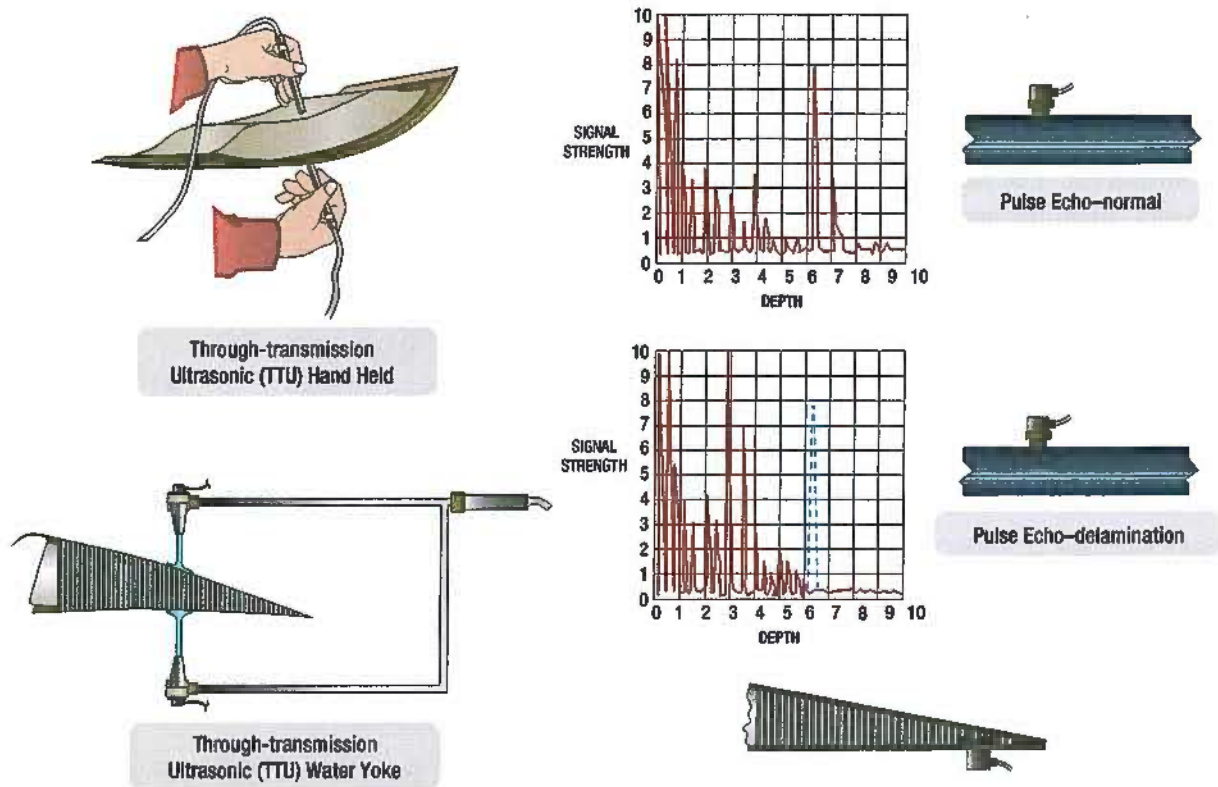 Through-transmission
Ultrasonic (TTU) Hand Held
10
9
8
7
6
5
4
3
2
1
SIGNAL
STRENGTH
0 1 2 3 4 5 6 7 8 9 10
DEPTH
Pulse Echo–normal
Through-transmission
Ultrasonic (TTU) Water Yoke
10
9
8
7
6
5
4
3
2
1
SIGNAL
STRENGTH
0 1 2 3 4 5 6 7 8 9 10
DEPTH
Pulse Echo–delamination